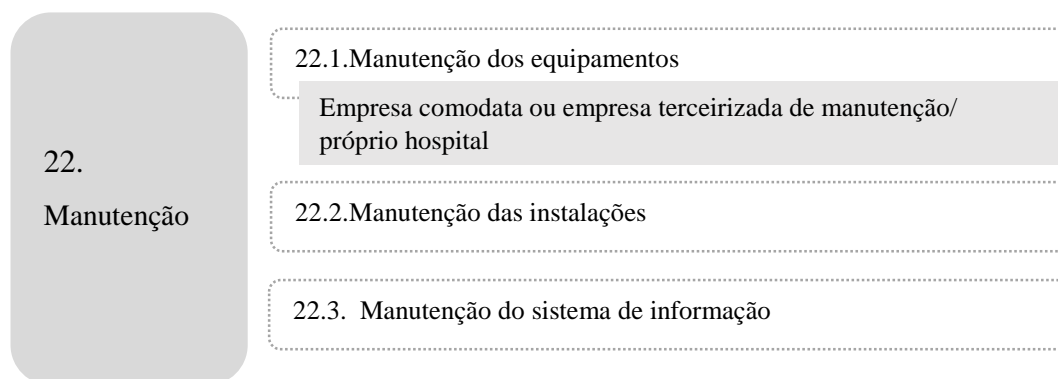 22.
Manutenção
22.1.Manutenção dos equipamentos
Empresa comodata ou empresa terceirizada de manutenção/
próprio hospital
22.2.Manutenção das instalações
22.3. Manutenção do sistema de informação